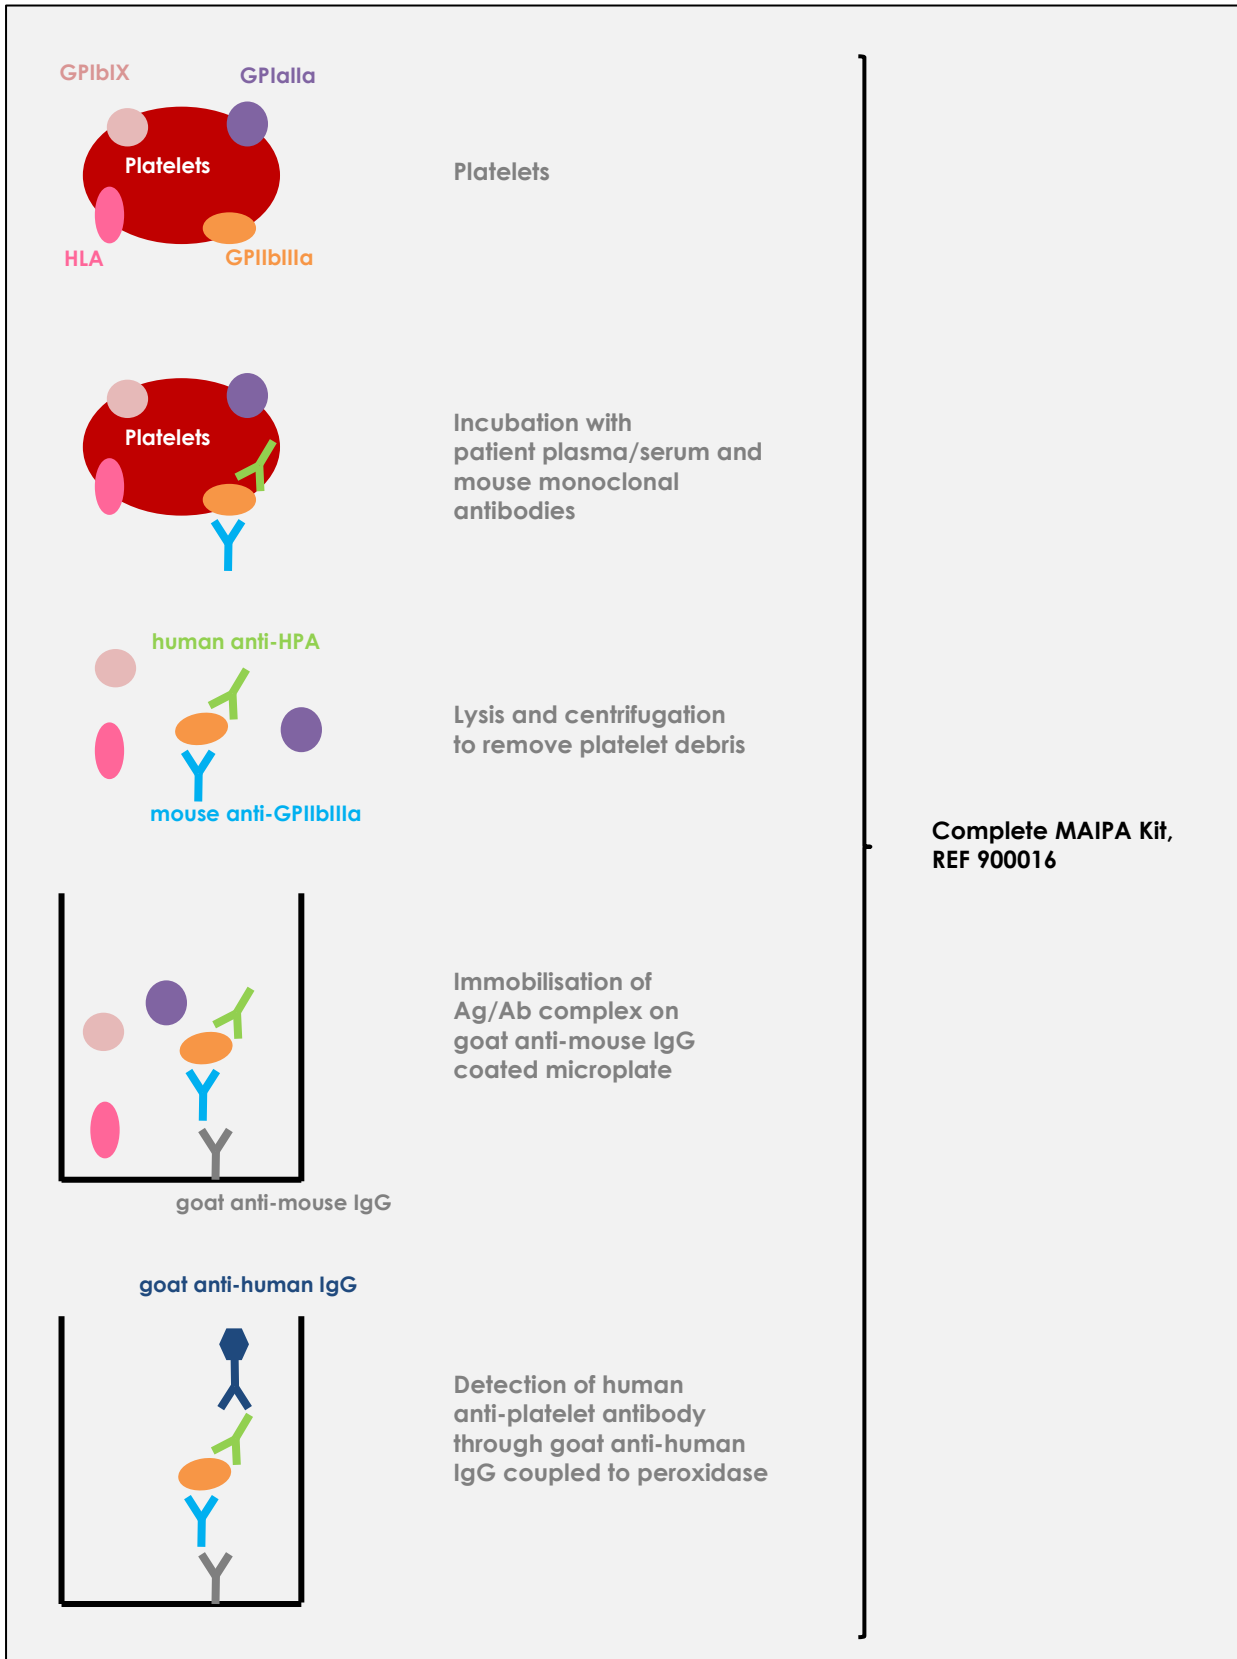 GPIbIX
GPIaIIa
Platelets
HLA
GPIIbIIIa
Platelets
Platelets
Incubation with
patient plasma/serum and
mouse monoclonal
antibodies
human anti-HPA
mouse anti-GPIIbIIIa
Lysis and centrifugation
to remove platelet debris
Complete MAIPA Kit,
REF 900016
Immobilisation of
Ag/Ab complex on
goat anti-mouse IgG
coated microplate
goat anti-mouse IgG
goat anti-human IgG
Detection of human
anti-platelet antibody
through goat anti-human
IgG coupled to peroxidase